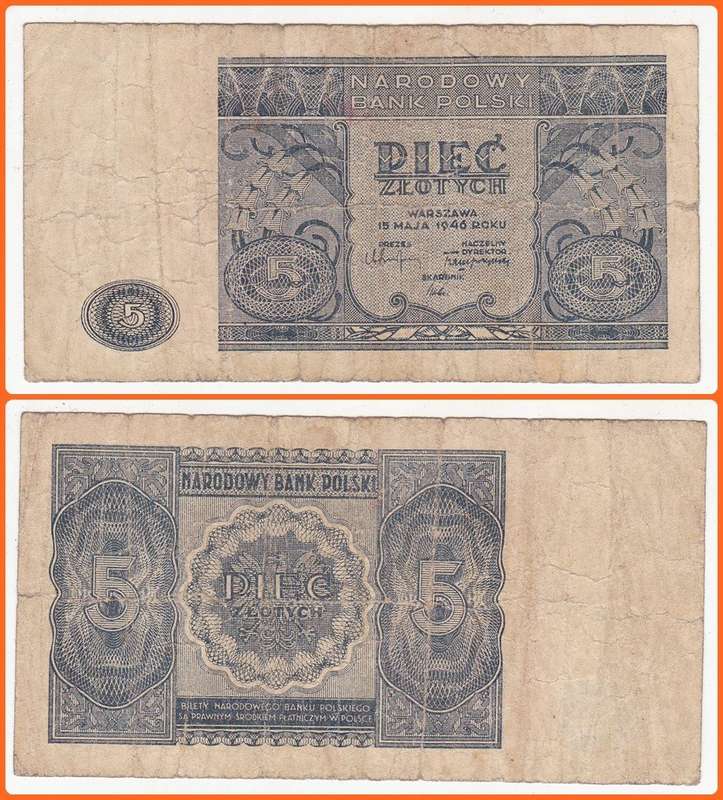 NARODOWY
BANK POLSKI
PIĘĆ
ZŁOTYCH
WARSZAWA
15 MAJA 1946 ROKU
PREZES
NACZELNY
DYREKTOR
SKARBNIK
5
5
5
NARODOWY BANK POLSKI
5
5
PIĘĆ
ZŁOTYCH
BILETY NARODOWEGO BANKU POLSKIEGO
SĄ PRAWNYM ŚRODKIEM PŁATNICZYM W POLSCE